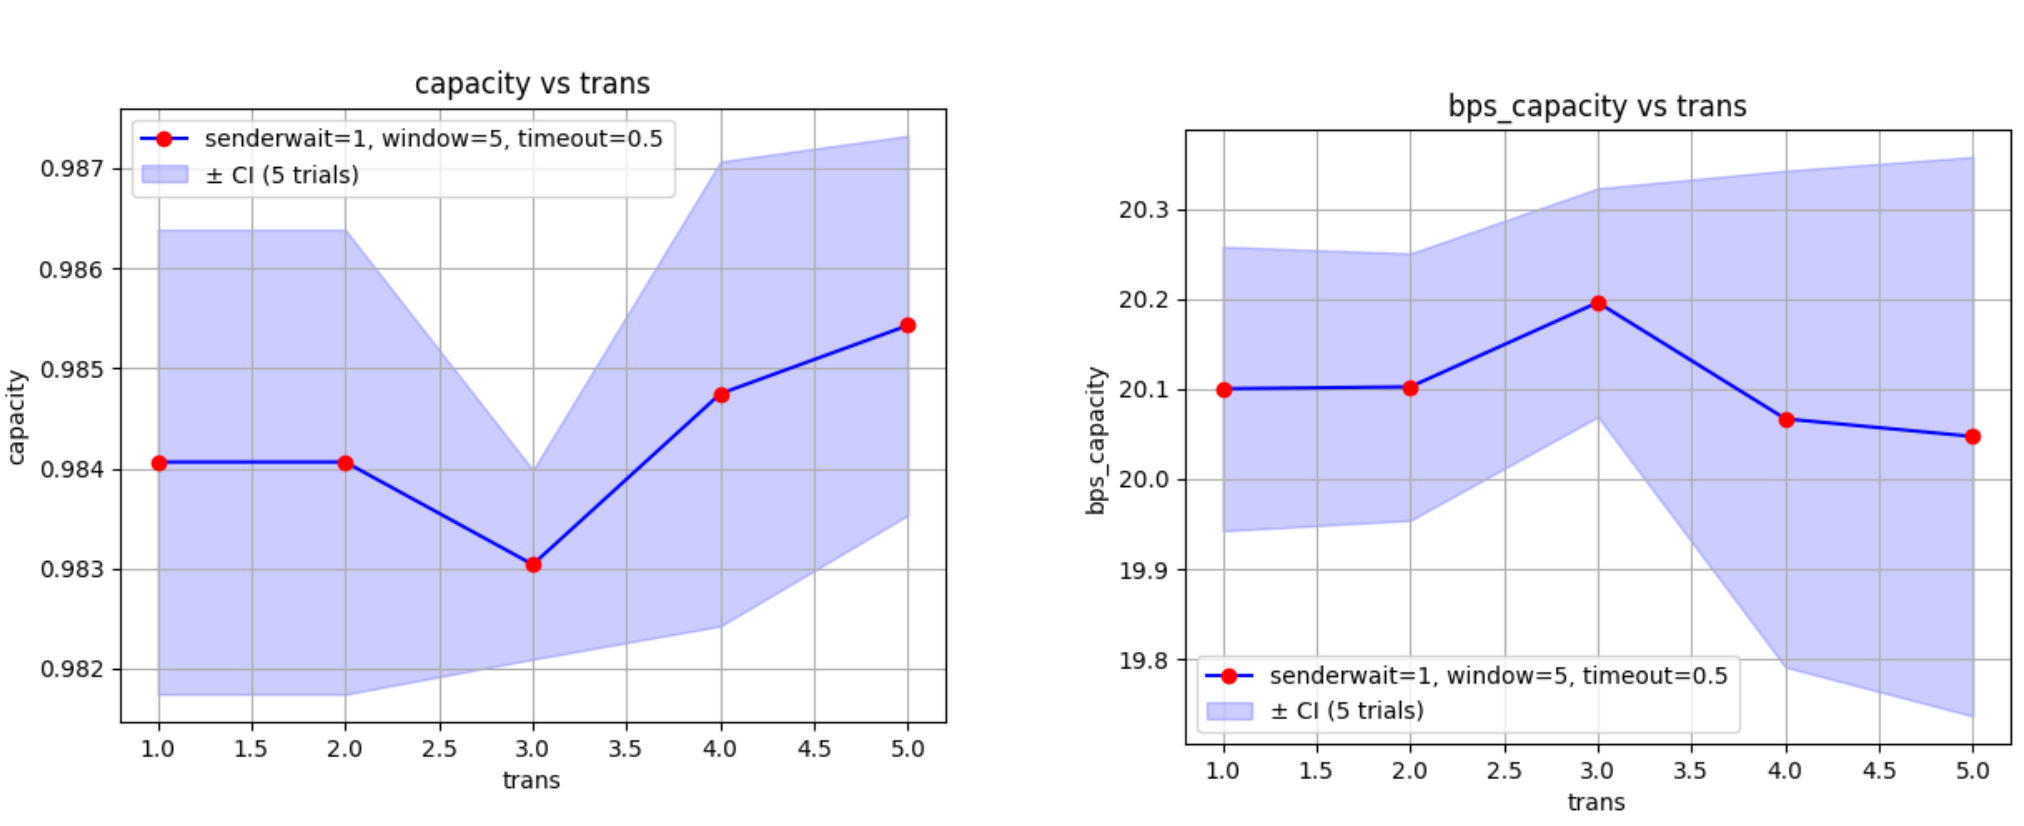 capacity vs trans
senderwait=1, window=5, timeout=0.5
± CI (5 trials)
0.987
0.986
0.985
0.984
0.983
0.982
capacity
1.0 1.5 2.0 2.5 3.0 3.5 4.0 4.5 5.0
trans
bps_capacity vs trans
20.3
20.2
20.1
20.0
19.9
19.8
bps_capacity
senderwait=1, window=5, timeout=0.5
± CI (5 trials)
1.0 1.5 2.0 2.5 3.0 3.5 4.0 4.5 5.0
trans